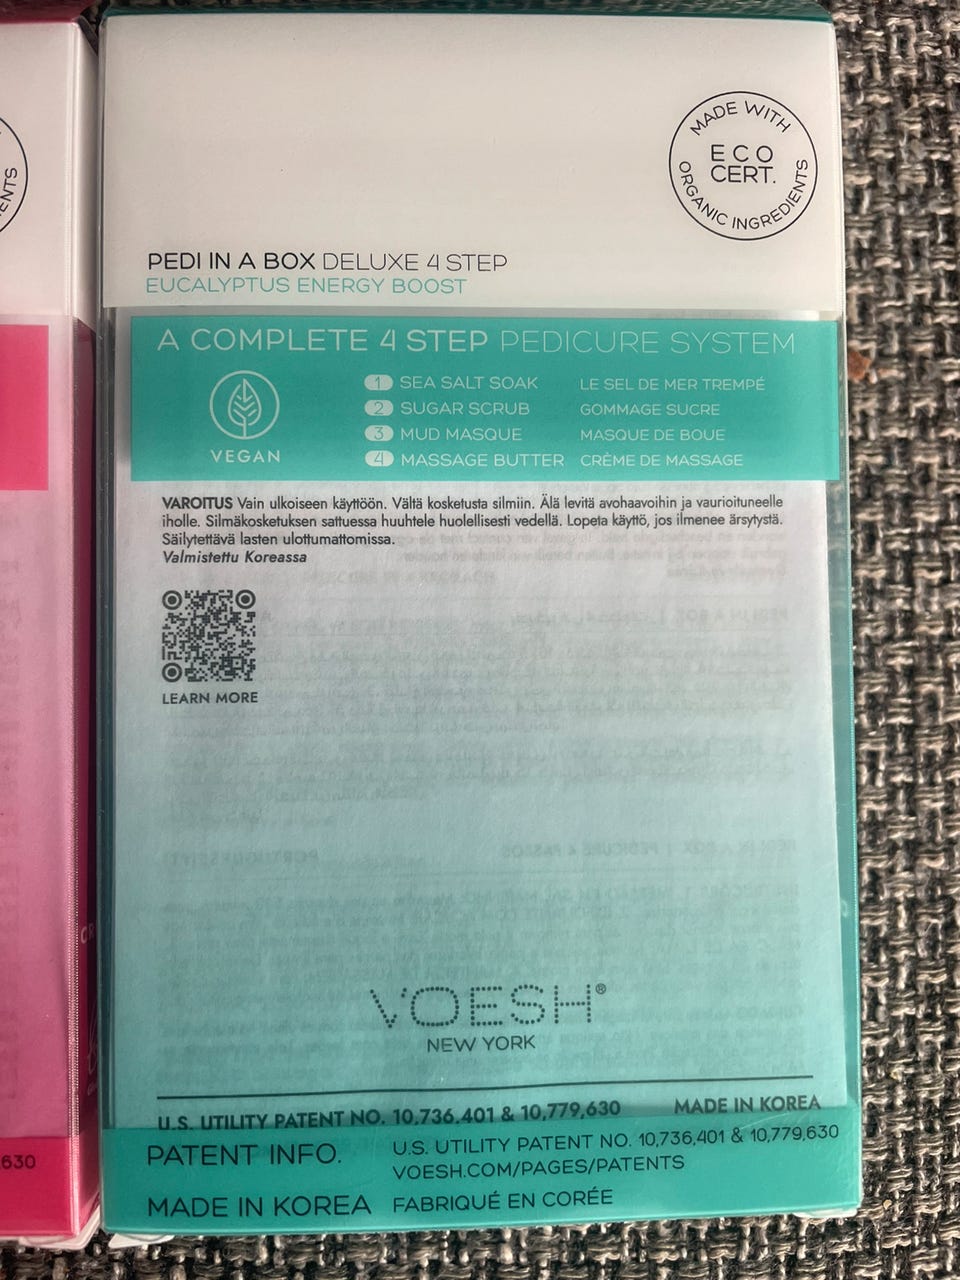 ENTS
MADE WITH
ECO
CERT.
ORGANIC INGREDIENTS
PEDI IN A BOX DELUXE 4 STEP
EUCALYPTUS ENERGY BOOST
A COMPLETE 4 STEP PEDICURE SYSTEM
VEGAN
1 SEA SALT SOAK LE SEL DE MER TREMPÉ
2 SUGAR SCRUB GOMMAGE SUCRE
3 MUD MASQUE MASQUE DE BOUE
4 MASSAGE BUTTER CRÈME DE MASSAGE
VAROITUS Vain ulkoiseen käyttöön. Vältä kosketusta silmiin. Älä levitä avohaavoihin ja vaurioituneelle
iholle. Silmäkosketuksen sattuessa huuhtele huolellisesti vedellä. Lopeta käyttö, jos ilmenee ärsytystä.
Säilytettävä lasten ulottumattomissa.
Valmistettu Koreassa
LEARN MORE
VOESH®
NEW YORK
U.S. UTILITY PATENT NO. 10,736,401 & 10,779,630 MADE IN KOREA
PATENT INFO. U.S. UTILITY PATENT NO. 10,736,401 & 10,779,630
VOESH.COM/PAGES/PATENTS
MADE IN KOREA FABRIQUÉ EN CORÉE
630